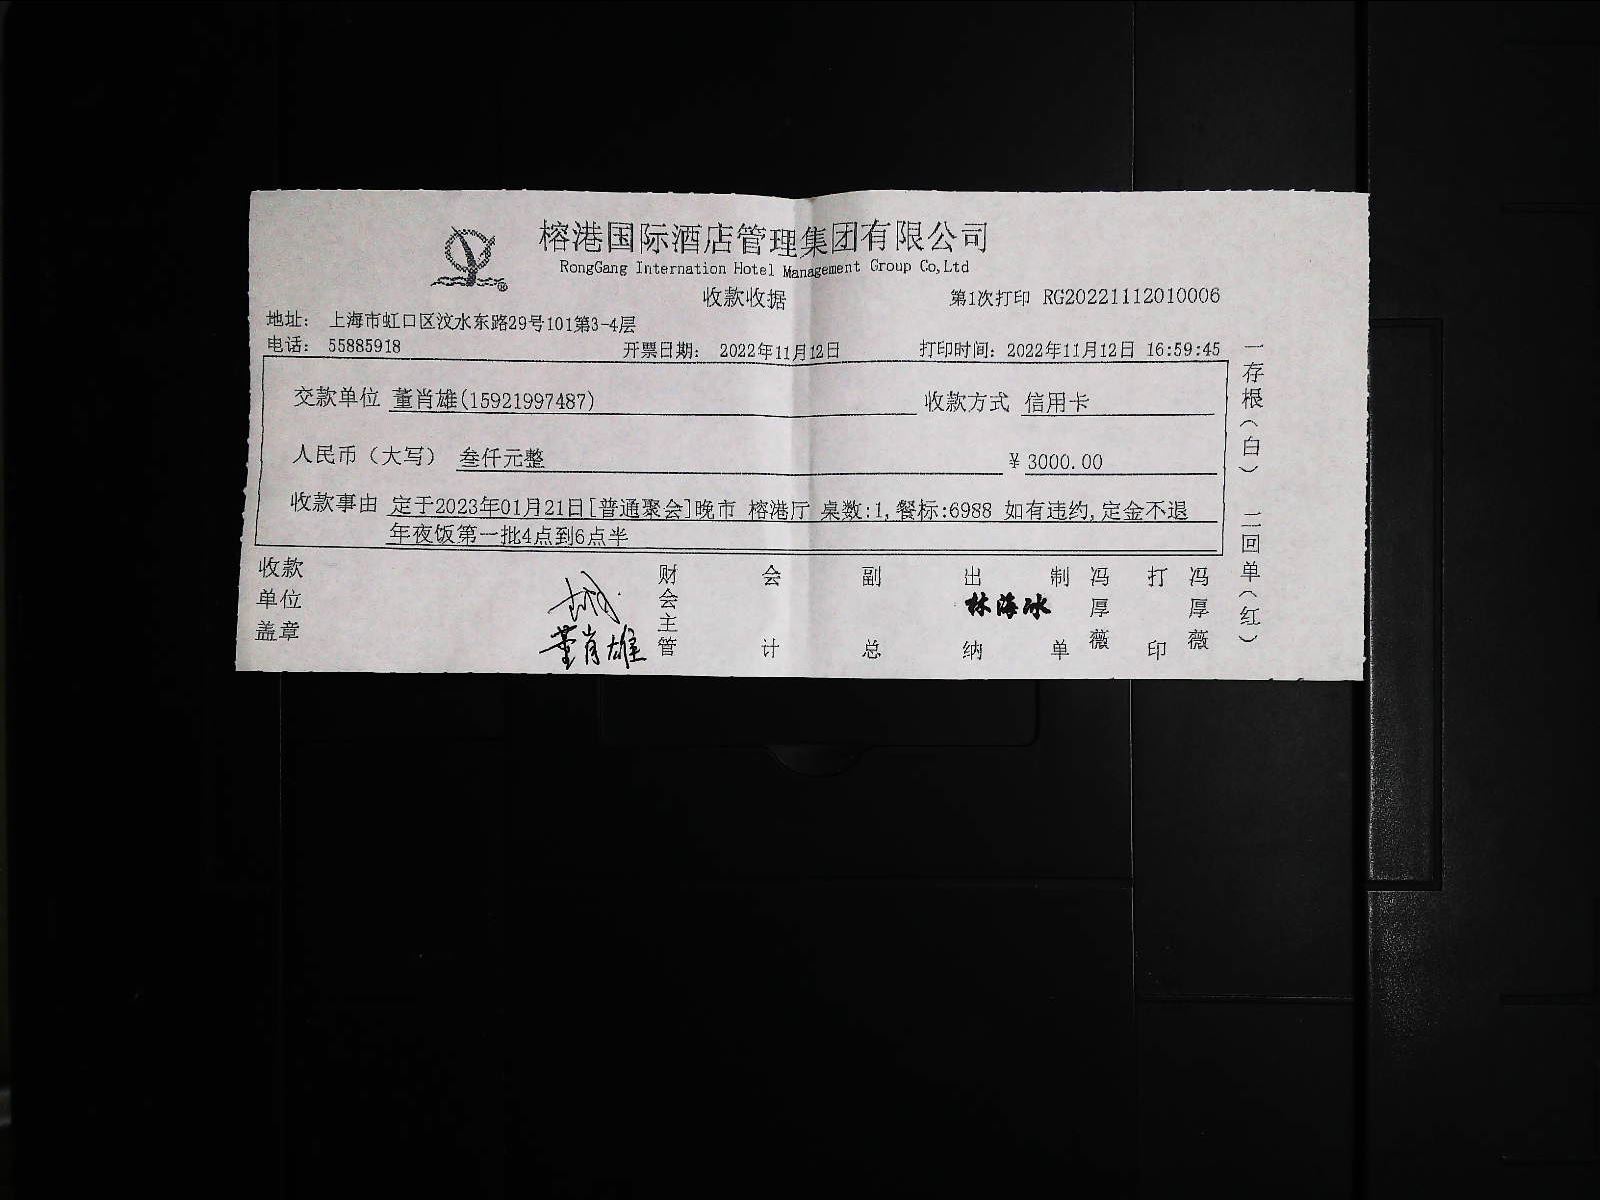 榕港国际酒店管理集团有限公司
RongGang Internation Hotel Management Group Co,Ltd
收款收据
第1次打印 RG20221112010006
地址： 上海市虹口区汶水东路29号101第3-4层
电话： 55885918
开票日期： 2022年11月12日
打印时间：2022年11月12日 16:59:45
交款单位 董肖雄(15921997487)
收款方式 信用卡
人民币（大写） 叁仟元整
¥ 3000.00
收款事由 定于2023年01月21日[普通聚会]晚市 榕港厅 桌数:1,餐标:6988 如有违约,定金不退
年夜饭第一批4点到6点半
收款单位盖章
董肖雄
财会主管
会计
副总
出纳
林海冰
制单
冯厚薇
打印
冯厚薇
一存根（白） 二回单（红）